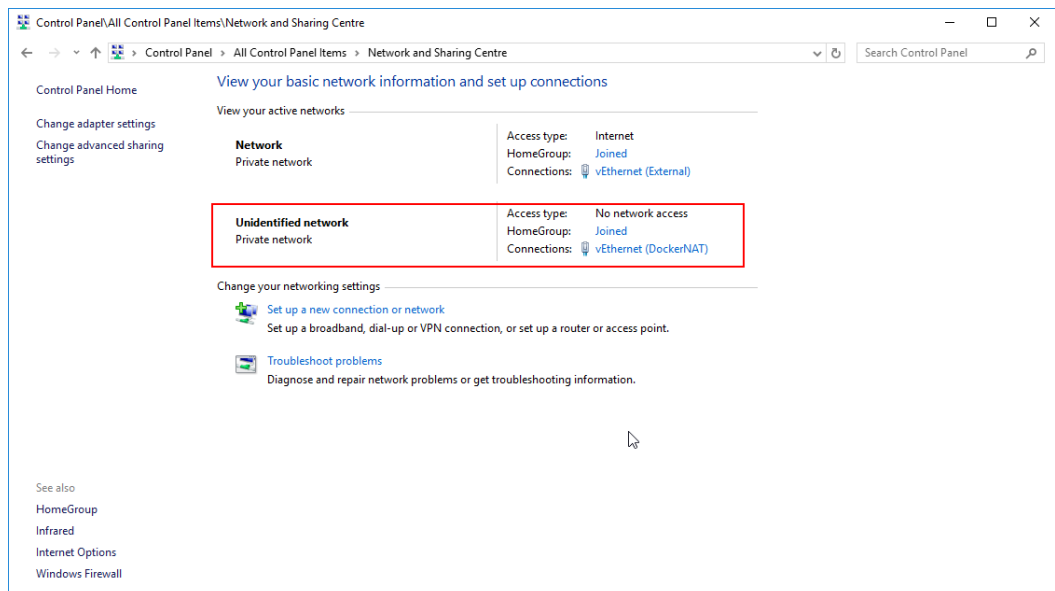 Control Panel\All Control Panel Items\Network and Sharing Centre
Control Panel > All Control Panel Items > Network and Sharing Centre
Search Control Panel
Control Panel Home
Change adapter settings
Change advanced sharing
settings
View your basic network information and set up connections
View your active networks
Network
Private network
Access type: Internet
HomeGroup: Joined
Connections: vEthernet (External)
Unidentified network
Private network
Access type: No network access
HomeGroup: Joined
Connections: vEthernet (DockerNAT)
Change your networking settings
Set up a new connection or network
Set up a broadband, dial-up or VPN connection, or set up a router or access point.
Troubleshoot problems
Diagnose and repair network problems or get troubleshooting information.
See also
HomeGroup
Infrared
Internet Options
Windows Firewall